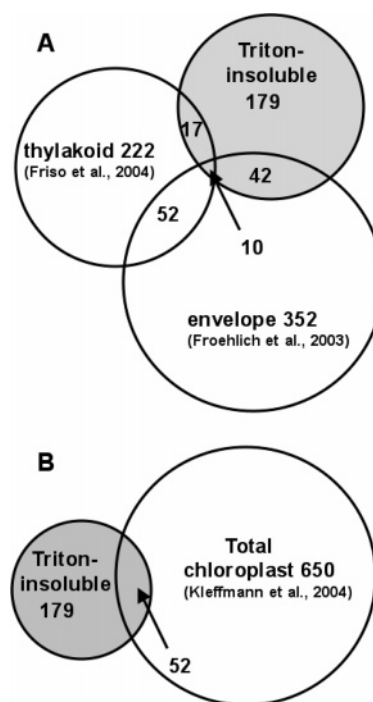 A
Triton-
insoluble
179
thylakoid 222
(Friso et al., 2004)
17
42
52
10
envelope 352
(Froehlich et al., 2003)
B
Triton-
insoluble
179
Total
chloroplast 650
(Kleffmann et al., 2004)
52